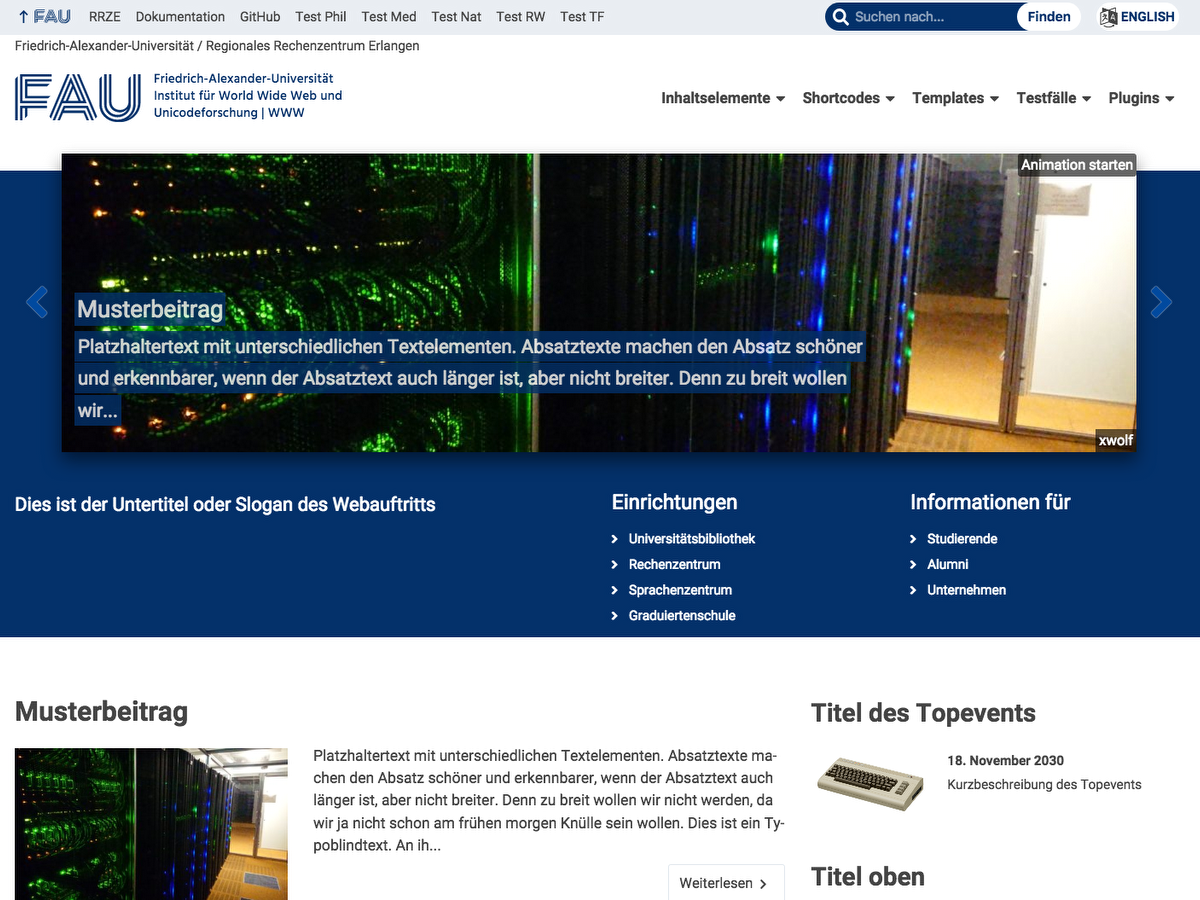 ↑ FAU RRZE Dokumentation GitHub Test Phil Test Med Test Nat Test RW Test TF Suchen nach... Finden ENGLISH
Friedrich-Alexander-Universität / Regionales Rechenzentrum Erlangen
FAU
Friedrich-Alexander-Universität
Institut für World Wide Web und
Unicodeforschung | WWW
Inhaltselemente Shortcodes Templates Testfälle Plugins
Animation starten
Musterbeitrag
Platzhaltertext mit unterschiedlichen Textelementen. Absatztexte machen den Absatz schöner
und erkennbarer, wenn der Absatztext auch länger ist, aber nicht breiter. Denn zu breit wollen
wir...
xwolf
Dies ist der Untertitel oder Slogan des Webauftritts
Einrichtungen
Universitätsbibliothek
Rechenzentrum
Sprachenzentrum
Graduiertenschule
Informationen für
Studierende
Alumni
Unternehmen
Musterbeitrag
Platzhaltertext mit unterschiedlichen Textelementen. Absatztexte ma-
chen den Absatz schöner und erkennbarer, wenn der Absatztext auch
länger ist, aber nicht breiter. Denn zu breit wollen wir nicht werden, da
wir ja nicht schon am frühen morgen Knülle sein wollen. Dies ist ein Ty-
poblindtext. An ih...
Weiterlesen
Titel des Topevents
18. November 2030
Kurzbeschreibung des Topevents
Titel oben